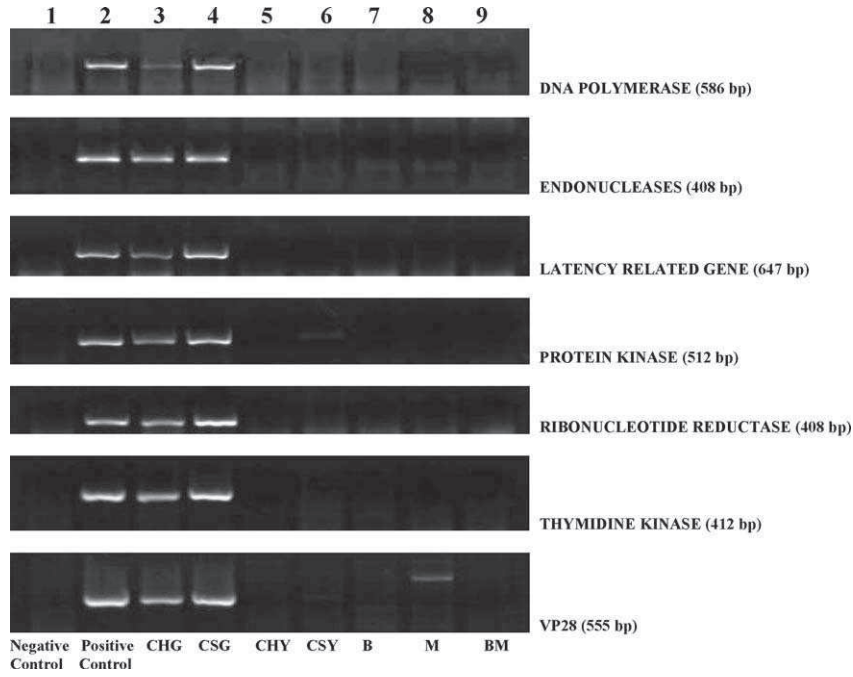 1 2 3 4 5 6 7 8 9
DNA POLYMERASE (586 bp)
ENDONUCLEASES (408 bp)
LATENCY RELATED GENE (647 bp)
PROTEIN KINASE (512 bp)
RIBONUCLEOTIDE REDUCTASE (408 bp)
THYMIDINE KINASE (412 bp)
VP28 (555 bp)
Negative Positive CHG CSG CHY CSY B M BM
Control Control